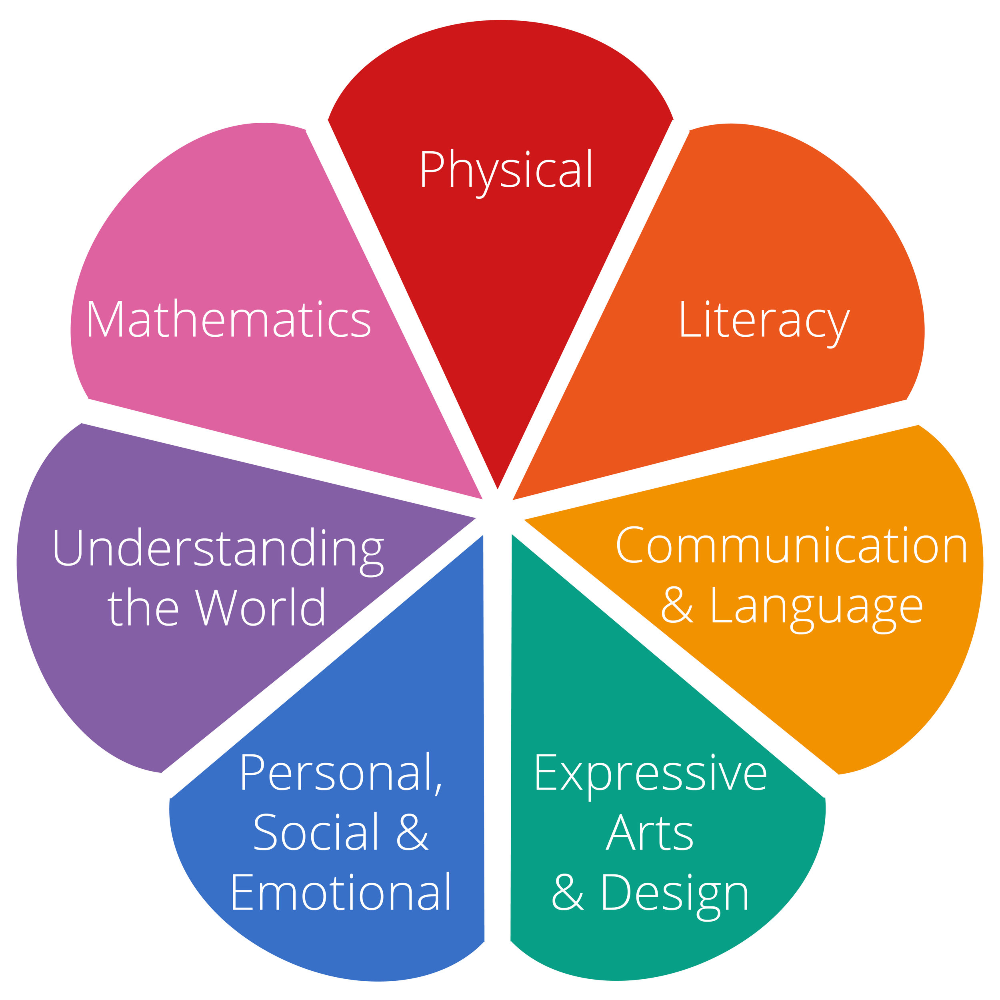 Physical
Mathematics
Literacy
Understanding
the World
Communication
& Language
Personal,
Social &
Emotional
Expressive
Arts
& Design